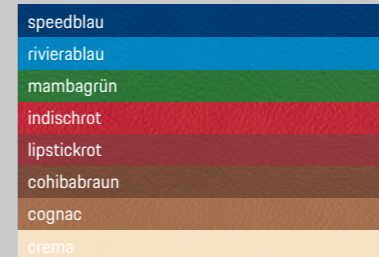 speedblau
rivierablau
mambagrün
indischrot
lipstickrot
cohibabraun
cognac
crema